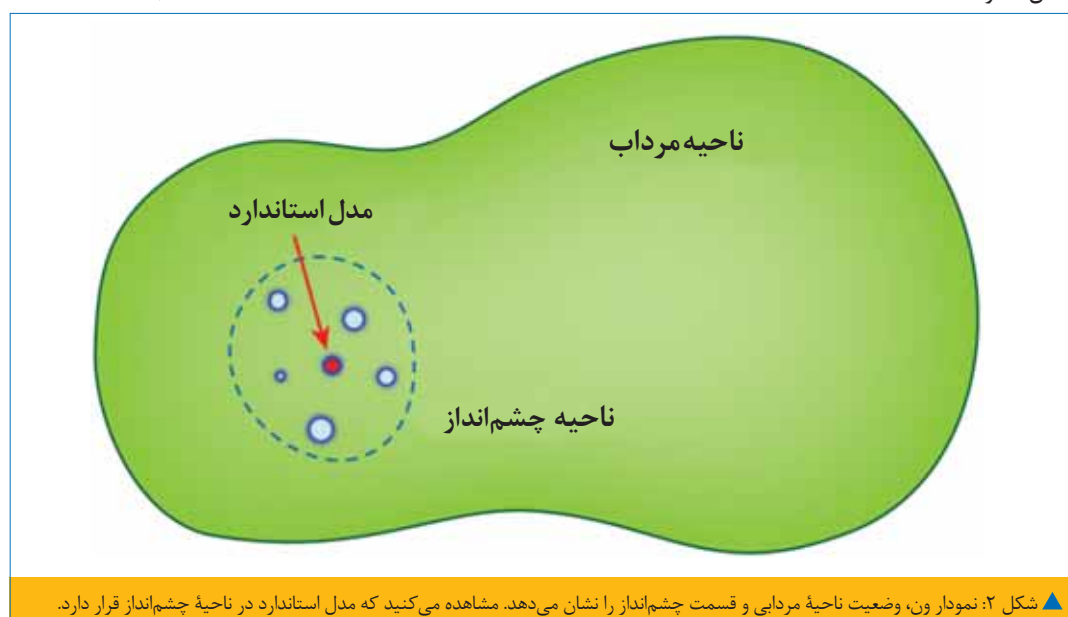 ناحیه مرداب
مدل استاندارد
ناحیه چشم‌انداز
شکل ۲: نمودار ون، وضعیت ناحیهٔ مردابی و قسمت چشم‌انداز را نشان می‌دهد. مشاهده می‌کنید که مدل استاندارد در ناحیهٔ چشم‌انداز قرار دارد.